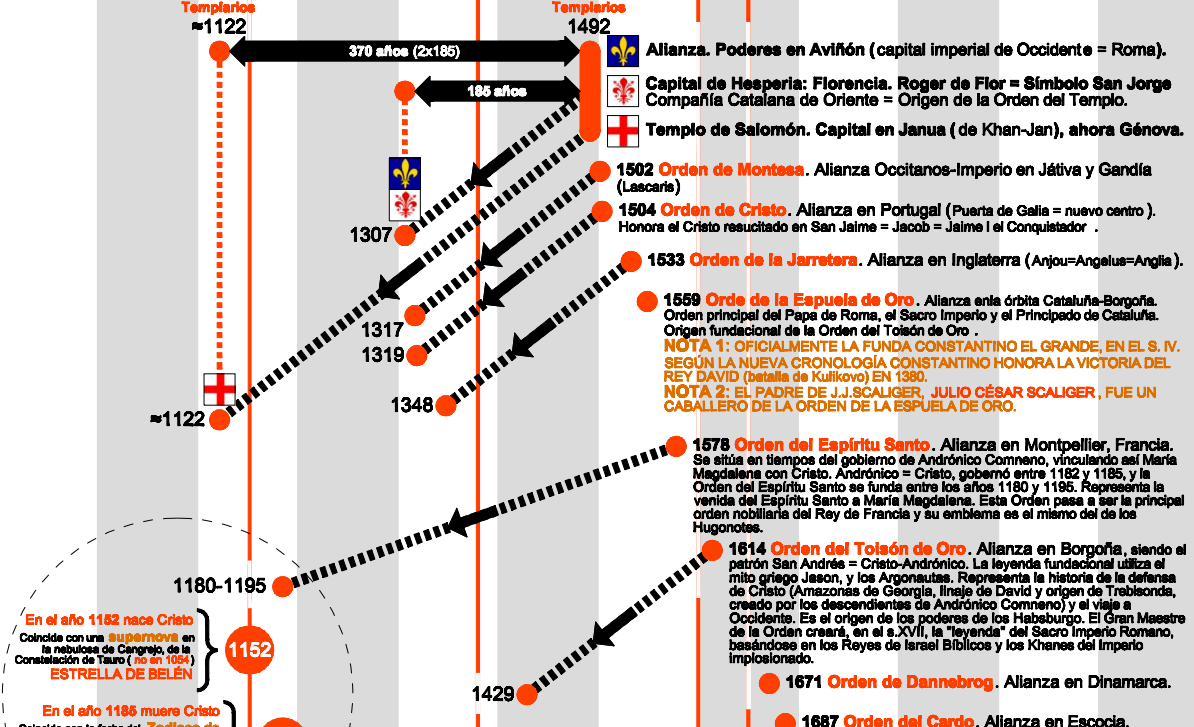 Templarios
≈1122
Templarios
1492
370 años (2x185)
Alianza. Poderes en Aviñón (capital imperial de Occidente = Roma).
185 años
Capital de Hesperia: Florencia. Roger de Flor = Símbolo San Jorge
Compañía Catalana de Oriente = Origen de la Orden del Templo.
Templo de Salomón. Capital en Janua (de Khan-Jan), ahora Génova.
1502 Orden de Montesa. Alianza Occitanos-Imperio en Játiva y Gandía
(Lascaris)
1504 Orden de Cristo. Alianza en Portugal (Puerta de Galia = nuevo centro ).
Honora el Cristo resucitado en San Jaime = Jacob = Jaime I el Conquistador .
1307
1533 Orden de la Jarretera. Alianza en Inglaterra (Anjou=Angelus=Anglia).
1559 Orde de la Espuela de Oro. Alianza enla órbita Cataluña-Borgoña.
Orden principal del Papa de Roma, el Sacro Imperio y el Principado de Cataluña.
Origen fundacional de la Orden del Toisón de Oro .
NOTA 1: OFICIALMENTE LA FUNDA CONSTANTINO EL GRANDE, EN EL S. IV.
SEGÚN LA NUEVA CRONOLOGÍA CONSTANTINO HONORA LA VICTORIA DEL
REY DAVID (batalla de Kulikovo) EN 1380.
NOTA 2: EL PADRE DE J.J.SCALIGER, JULIO CÉSAR SCALIGER, FUE UN
CABALLERO DE LA ORDEN DE LA ESPUELA DE ORO.
1317
1319
1348
≈1122
1578 Orden del Espíritu Santo. Alianza en Montpellier, Francia.
Se sitúa en tiempos del gobierno de Andrónico Comneno, vinculando así María
Magdalena con Cristo. Andrónico = Cristo, gobernó entre 1182 y 1185, y la
Orden del Espíritu Santo se funda entre los años 1180 y 1195. Representa la
venida del Espíritu Santo a María Magdalena. Esta Orden pasa a ser la principal
orden nobiliaria del Rey de Francia y su emblema es el mismo del de los
Hugonotes.
1180-1195
1614 Orden del Toisón de Oro. Alianza en Borgoña, siendo el
patrón San Andrés = Cristo-Andrónico. La leyenda fundacional utiliza el
mito griego Jason, y los Argonautas. Representa la historia de la defensa
de Cristo (Amazonas de Georgia, linaje de David y origen de Trebisonda,
creado por los descendientes de Andrónico Comneno) y el viaje a
Occidente. Es el origen de los poderes de los Habsburgo. El Gran Maestre
de la Orden creará, en el s.XVII, la "leyenda" del Sacro Imperio Romano,
basándose en los Reyes de Israel Bíblicos y los Khanes del Imperio
implosionado.
En el año 1152 nace Cristo
Coincide con una supernova en
la nebulosa de Cangrejo, de la
Constelación de Tauro ( no en 1054 )
ESTRELLA DE BELÉN
1152
1429
1671 Orden de Dannebrog. Alianza en Dinamarca.
En el año 1185 muere Cristo
Coincide con la fecha del Zodiaco de
1687 Orden del Cardo. Alianza en Escocia.